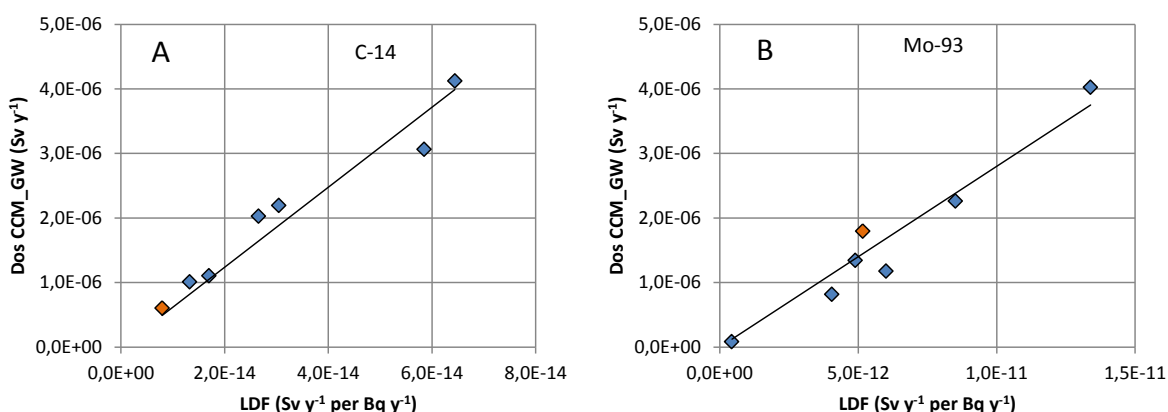 A
C-14
5,0E-06
4,0E-06
3,0E-06
2,0E-06
1,0E-06
0,0E+00
Dos CCM_GW (Sv y⁻¹)
0,0E+00 2,0E-14 4,0E-14 6,0E-14 8,0E-14
LDF (Sv y⁻¹ per Bq y⁻¹)
B
Mo-93
5,0E-06
4,0E-06
3,0E-06
2,0E-06
1,0E-06
0,0E+00
Dos CCM_GW (Sv y⁻¹)
0,0E+00 5,0E-12 1,0E-11 1,5E-11
LDF (Sv y⁻¹ per Bq y⁻¹)